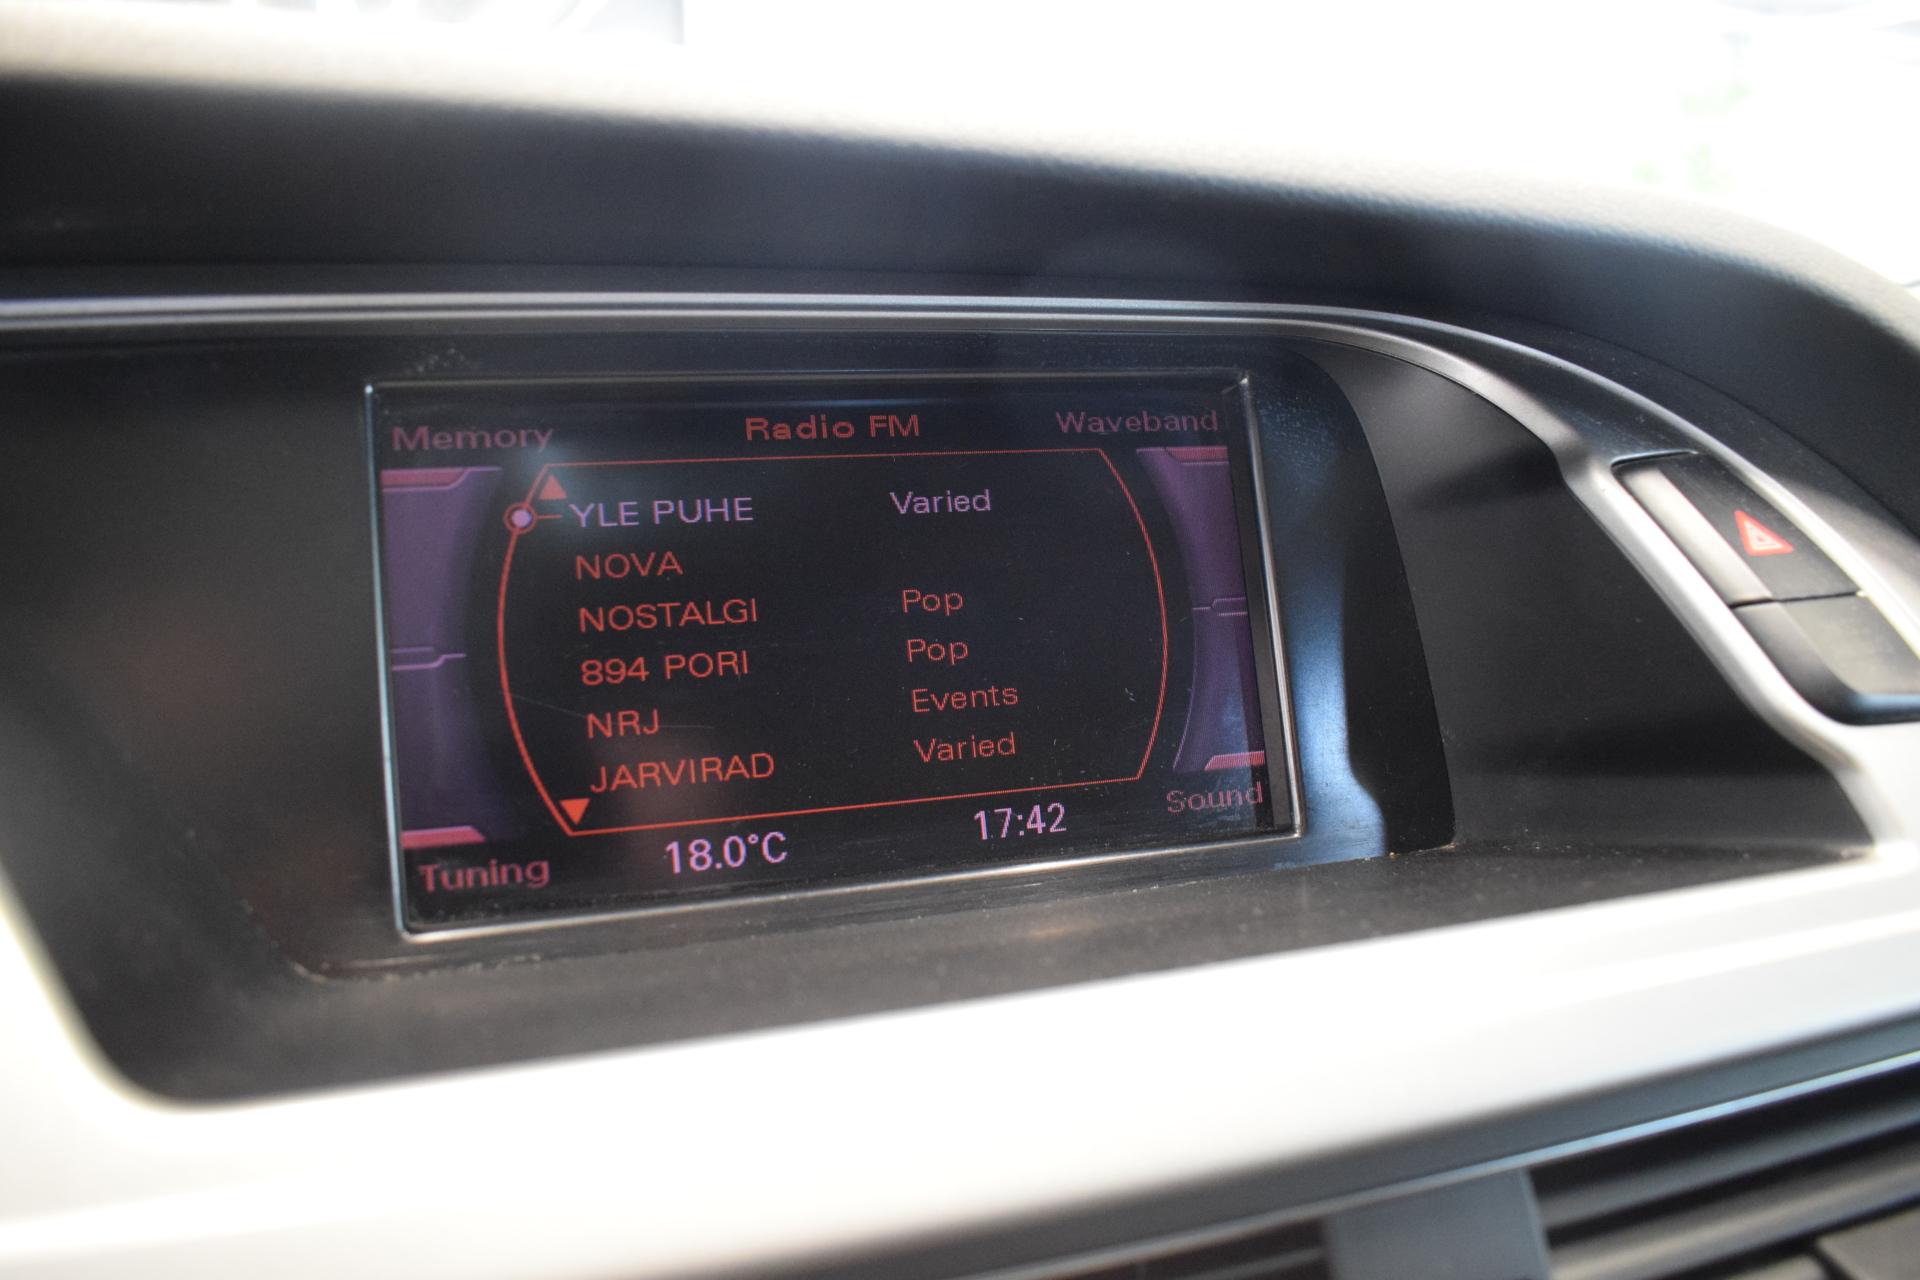 Memory Radio FM Waveband
YLE PUHE Varied
NOVA
NOSTALGI Pop
894 PORI Pop
NRJ Events
JARVIRAD Varied
Tuning 18.0°C 17:42 Sound